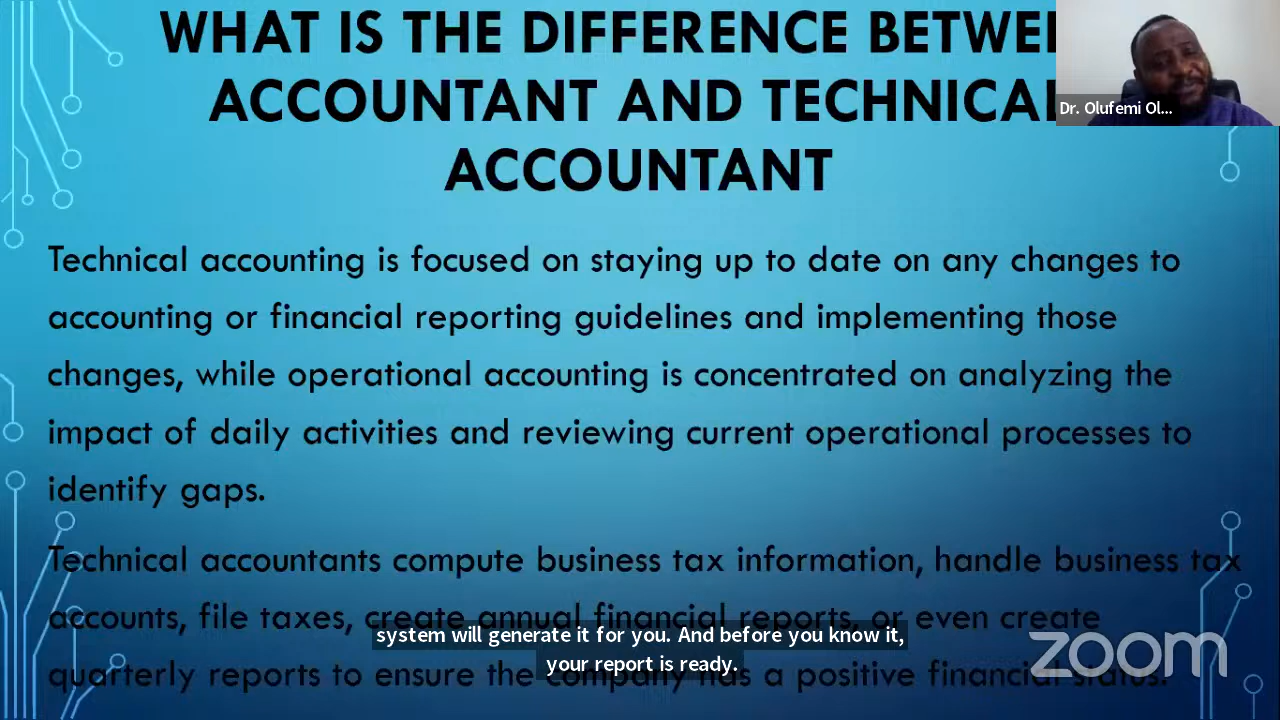 WHAT IS THE DIFFERENCE
ACCOUNTANT AND
ACCOUNTANT
Dr. Olufemi Ol...
Technical accounting is focused on staying up to date on any changes to
accounting or financial reporting guidelines and implementing those
changes, while operational accounting is concentrated on analyzing the
impact of daily activities and reviewing current operational processes to
identify gaps.
Technical accountants compute business tax information, handle business tax
accounts, file taxes, create annual financial reports, or even create
quarterly reports to ensure the company has a positive financial status.
system will generate it for you. And before you know it,
your report is ready.
zoom